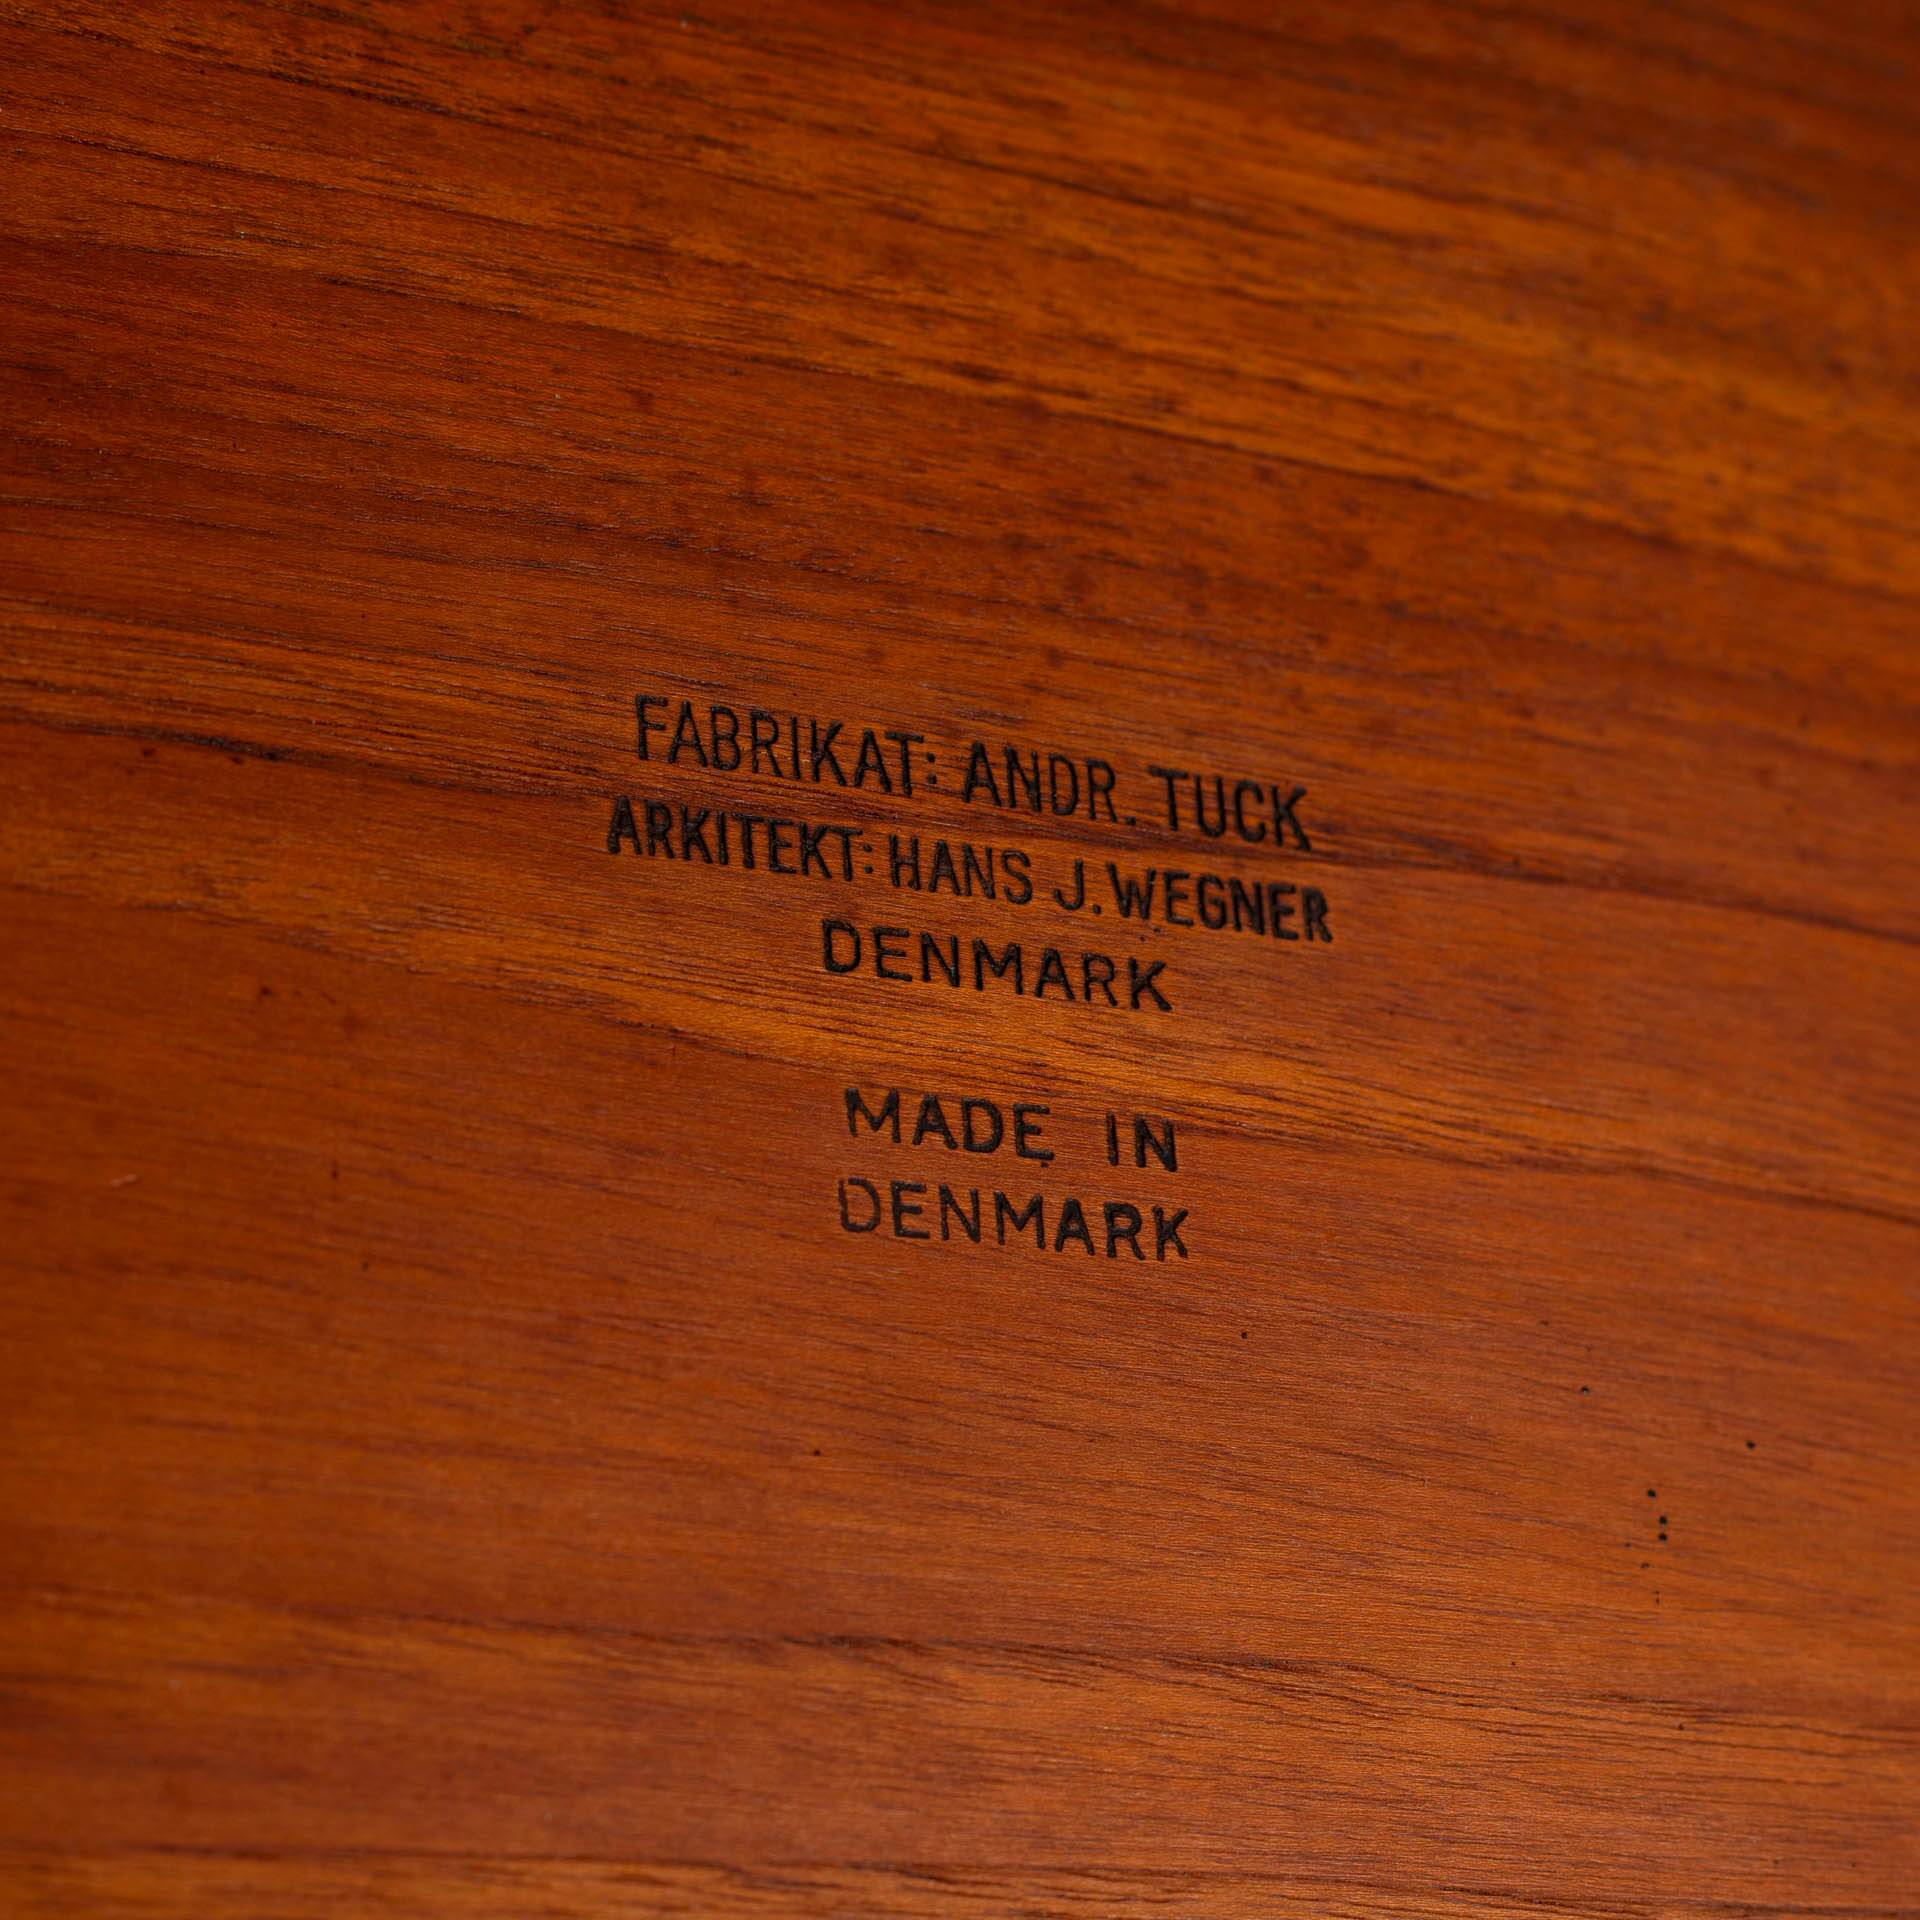 FABRIKAT: ANDR. TUCK
ARKITEKT: HANS J. WEGNER
DENMARK
MADE IN
DENMARK